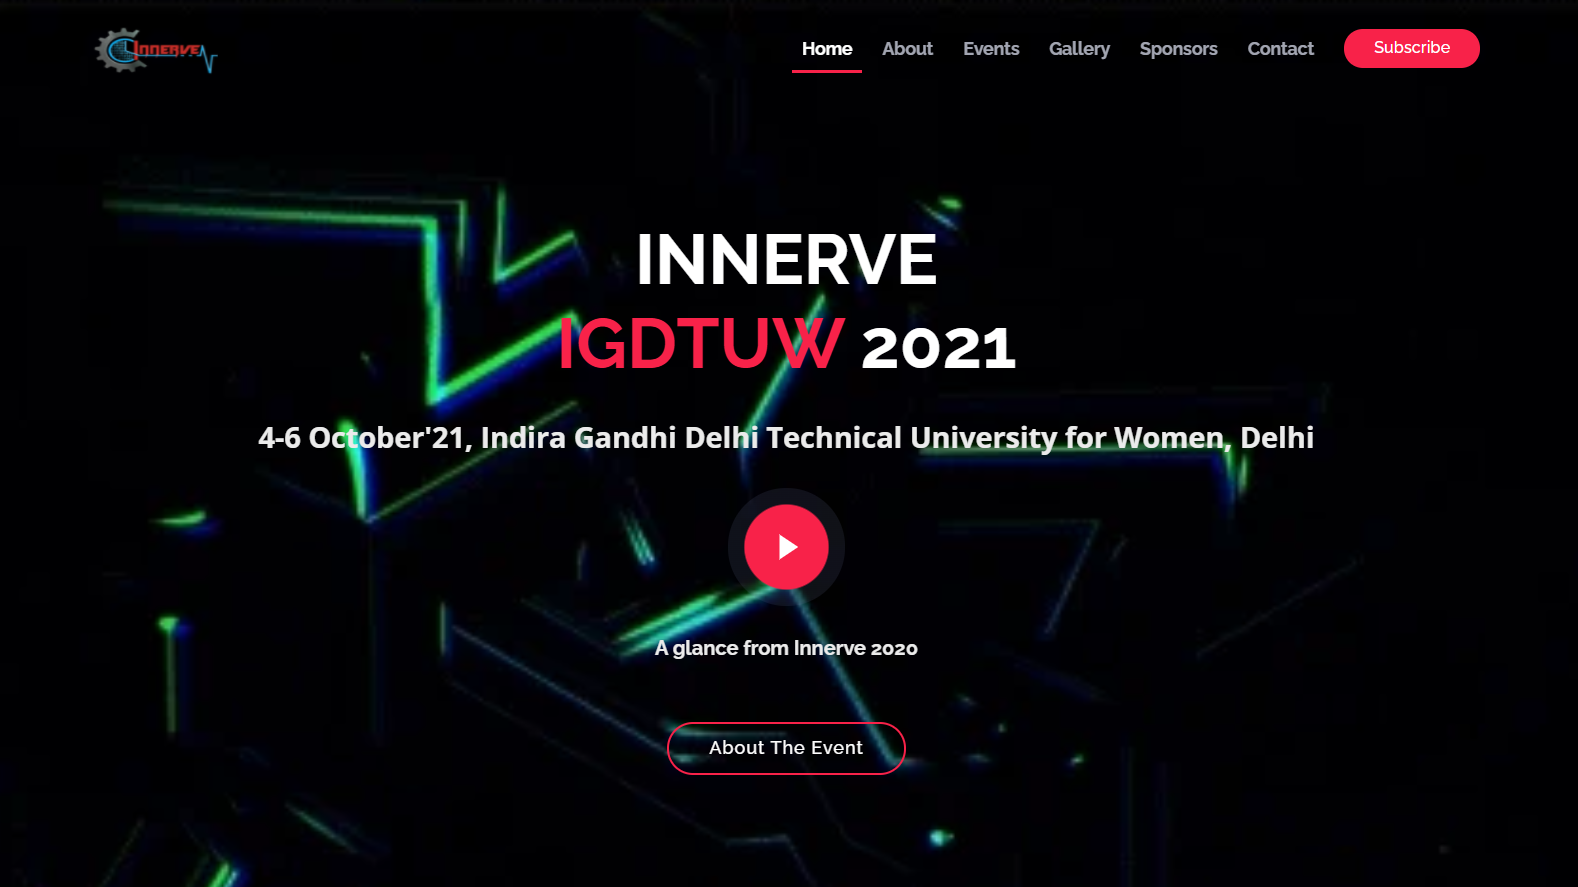 INNERVE
Home About Events Gallery Sponsors Contact Subscribe
INNERVE
IGDTUW 2021
4-6 October'21, Indira Gandhi Delhi Technical University for Women, Delhi
A glance from Innerve 2020
About The Event